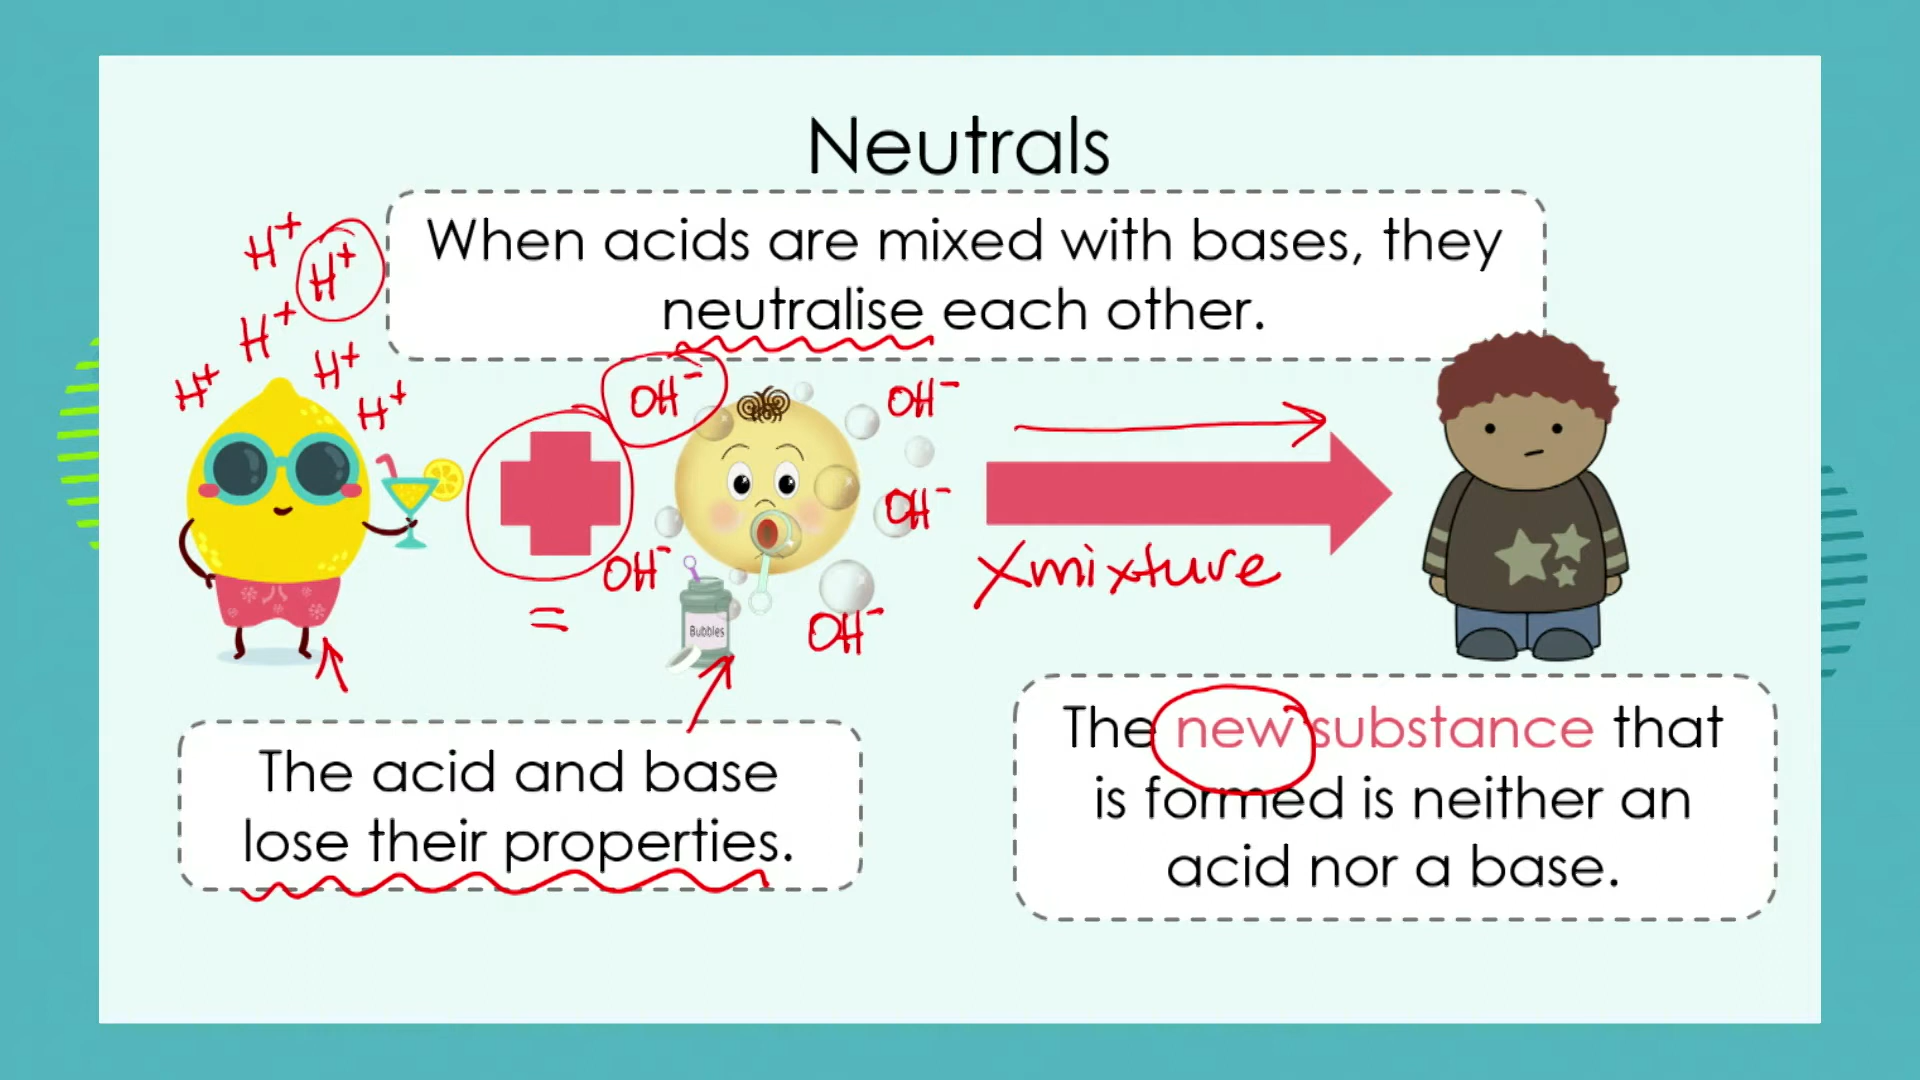 Neutrals
When acids are mixed with bases, they
neutralise each other.
H⁺
H⁺
H⁺
H⁺
H⁺
H⁺
OH⁻
OH⁻
OH⁻
OH⁻
OH⁻
=
Bubbles
Xmixture
The acid and base
lose their properties.
The new substance that
is formed is neither an
acid nor a base.